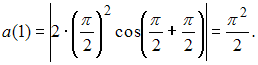 a(1) = |2 · (π/2)² cos(π/2 + π/2)| = π²/2.